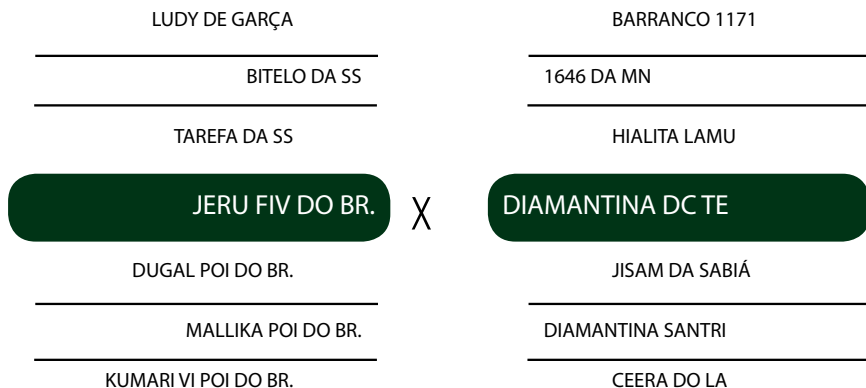 LUDY DE GARÇA
BARRANCO 1171
BITELO DA SS
1646 DA MN
TAREFA DA SS
HIALITA LAMU
JERU FIV DO BR.
X
DIAMANTINA DC TE
DUGAL POI DO BR.
JISAM DA SABIÁ
MALLIKA POI DO BR.
DIAMANTINA SANTRI
KUMARI VI POI DO BR.
CEERA DO LA